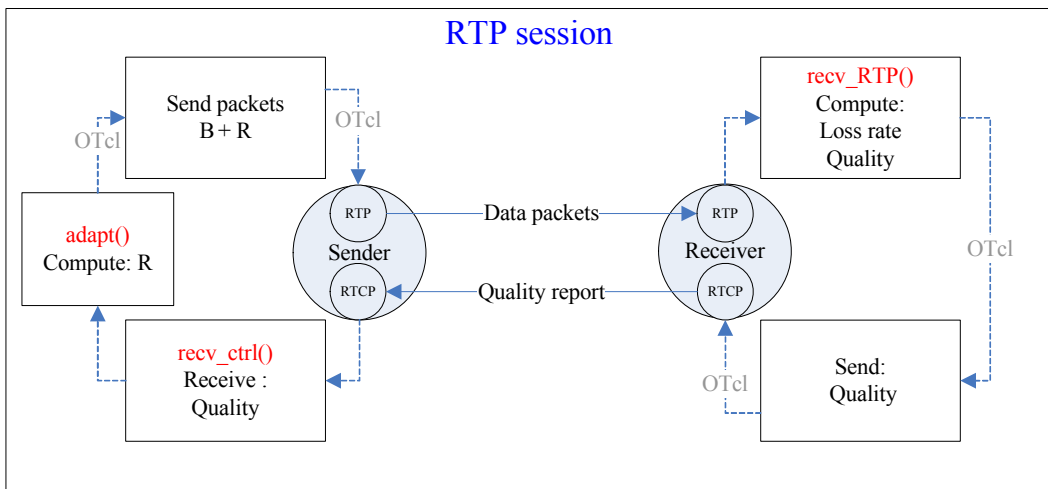 RTP session
Send packets
B + R
OTcl
OTcl
adapt()
Compute: R
recv_ctrl()
Receive :
Quality
RTP
Sender
RTCP
Data packets
Quality report
RTP
Receiver
RTCP
recv_RTP()
Compute:
Loss rate
Quality
OTcl
Send:
Quality
OTcl